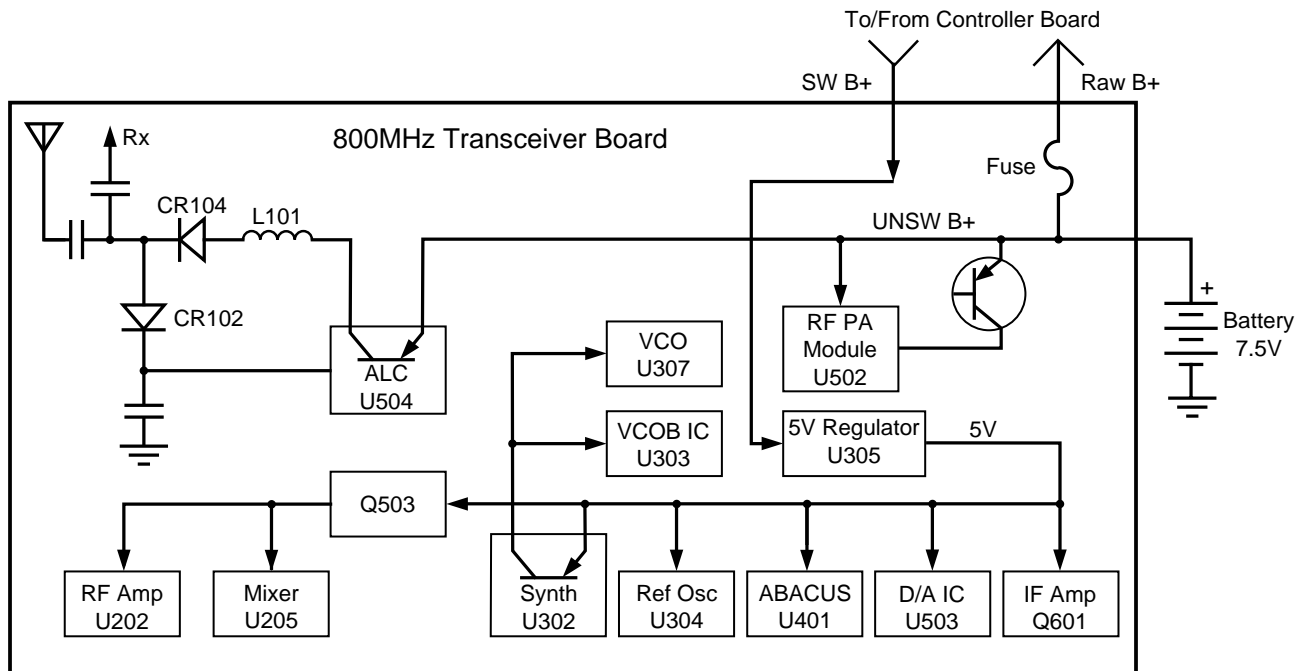 To/From Controller Board
SW B+
Raw B+
Rx
800MHz Transceiver Board
Fuse
CR104
L101
UNSW B+
+
CR102
RF PA
Module
U502
Battery
7.5V
VCO
U307
ALC
U504
VCOB IC
U303
5V Regulator
U305
5V
Q503
RF Amp
U202
Mixer
U205
Synth
U302
Ref Osc
U304
ABACUS
U401
D/A IC
U503
IF Amp
Q601